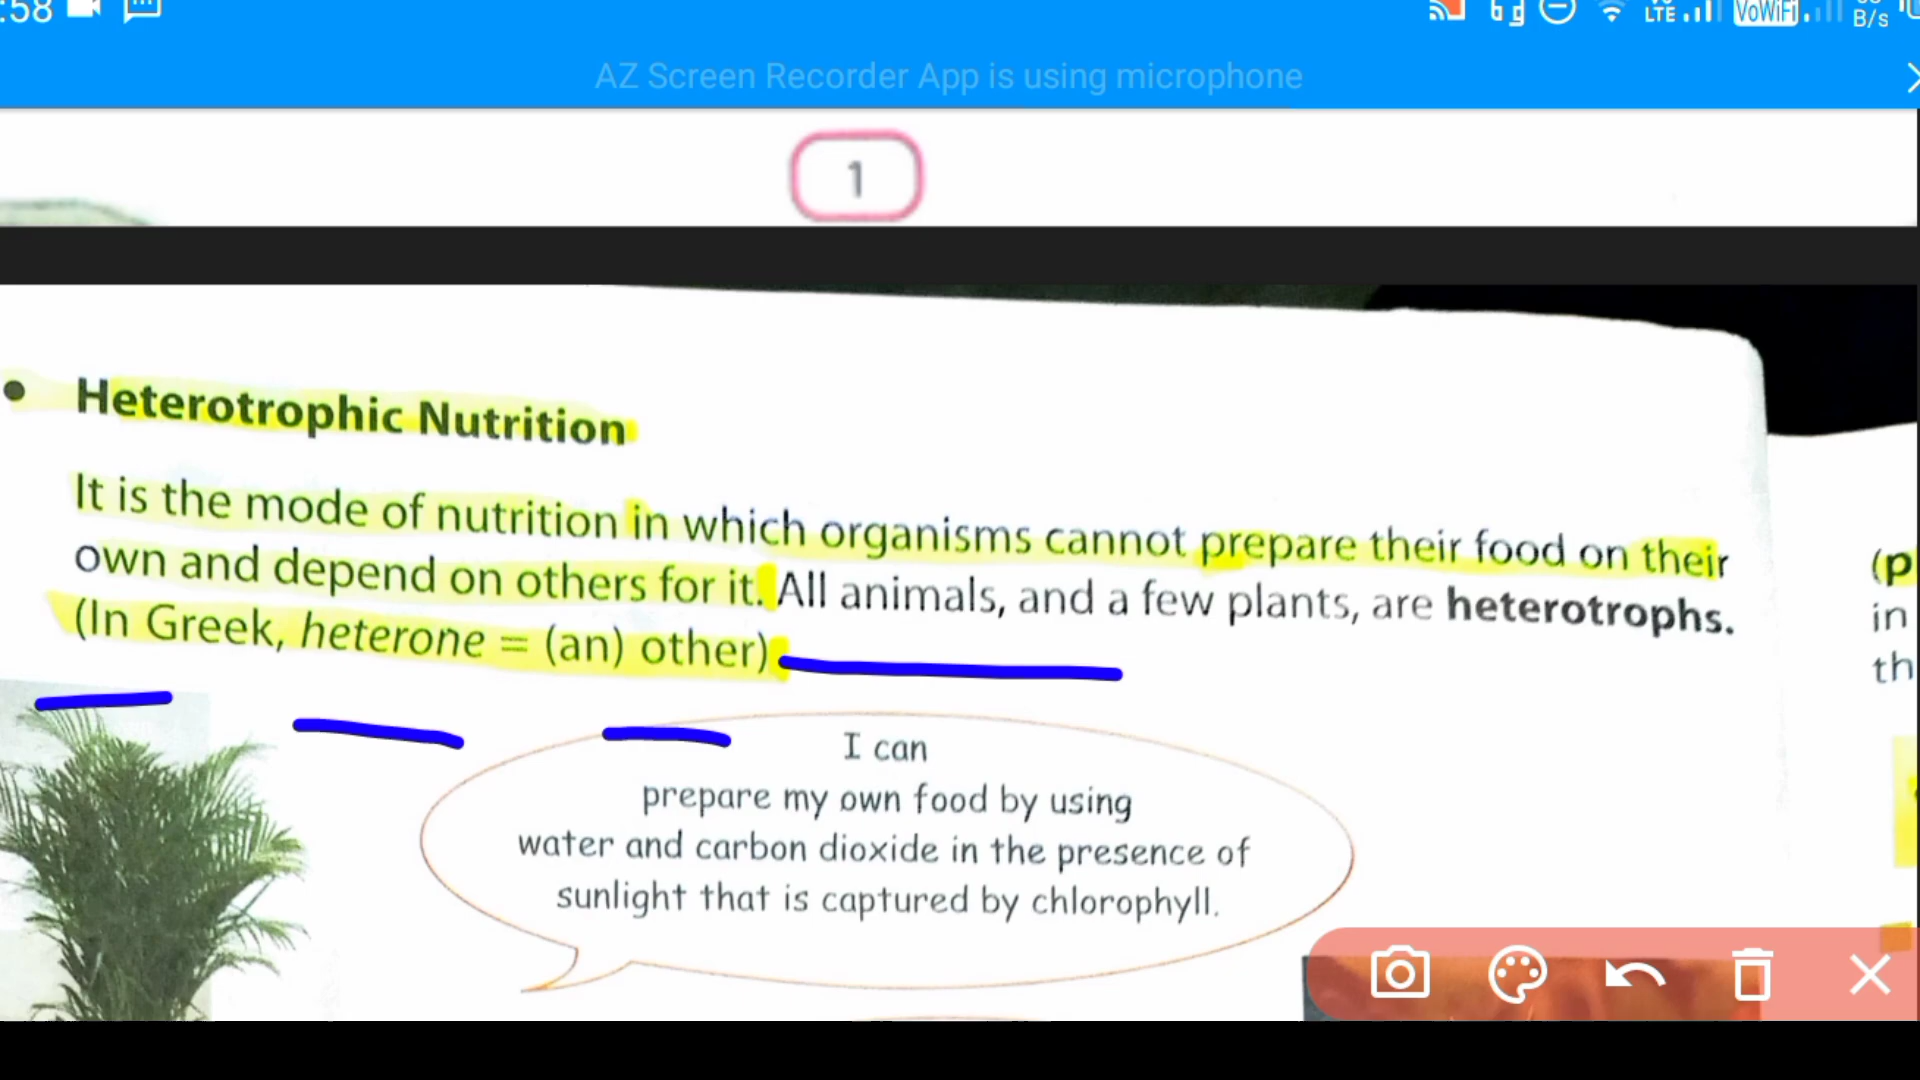 :58
LTE
VoWiFi
B/s
AZ Screen Recorder App is using microphone
1
• Heterotrophic Nutrition
It is the mode of nutrition in which organisms cannot prepare their food on their
own and depend on others for it. All animals, and a few plants, are heterotrophs.
(In Greek, heterone = (an) other)
(p
in
th
I can
prepare my own food by using
water and carbon dioxide in the presence of
sunlight that is captured by chlorophyll.